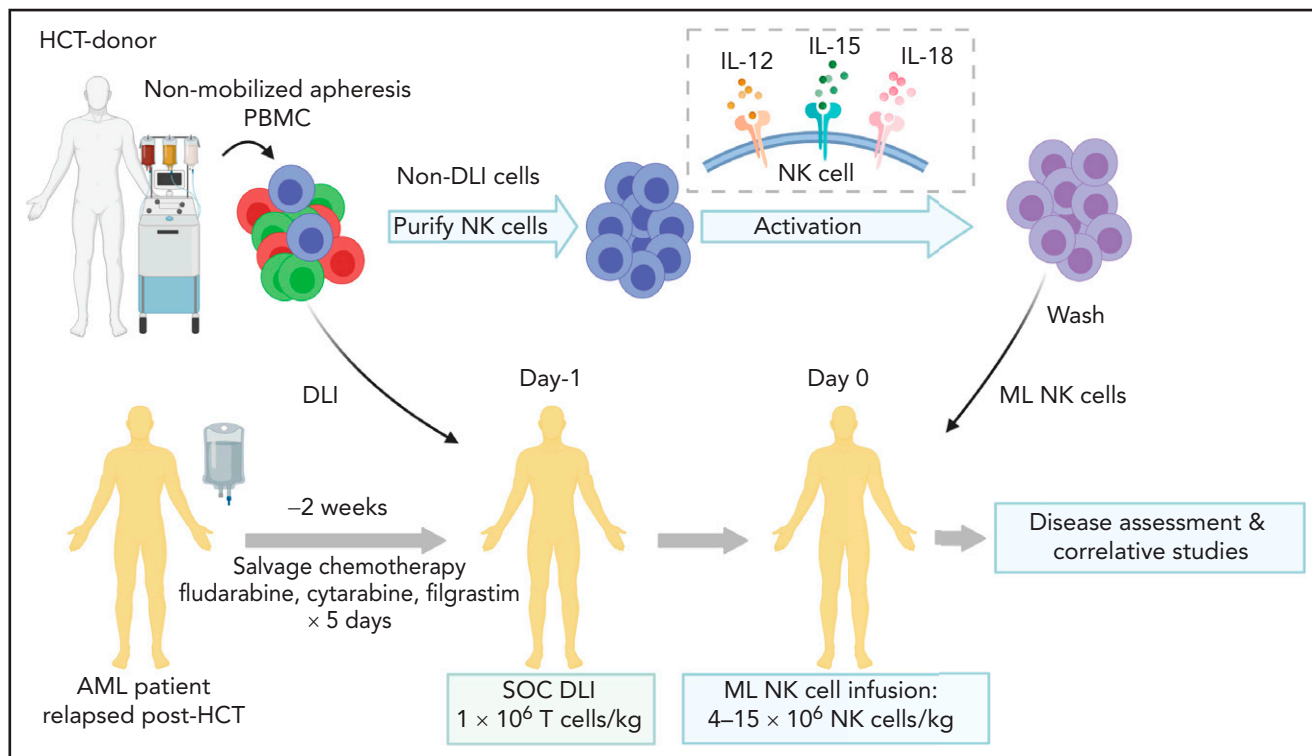 HCT-donor
Non-mobilized apheresis
PBMC
Non-DLI cells
Purify NK cells
IL-12
IL-15
IL-18
NK cell
Activation
Wash
ML NK cells
DLI
Day-1
Day 0
–2 weeks
Salvage chemotherapy
fludarabine, cytarabine, filgrastim
× 5 days
Disease assessment &
correlative studies
AML patient
relapsed post-HCT
SOC DLI
1 × 10⁶ T cells/kg
ML NK cell infusion:
4–15 × 10⁶ NK cells/kg